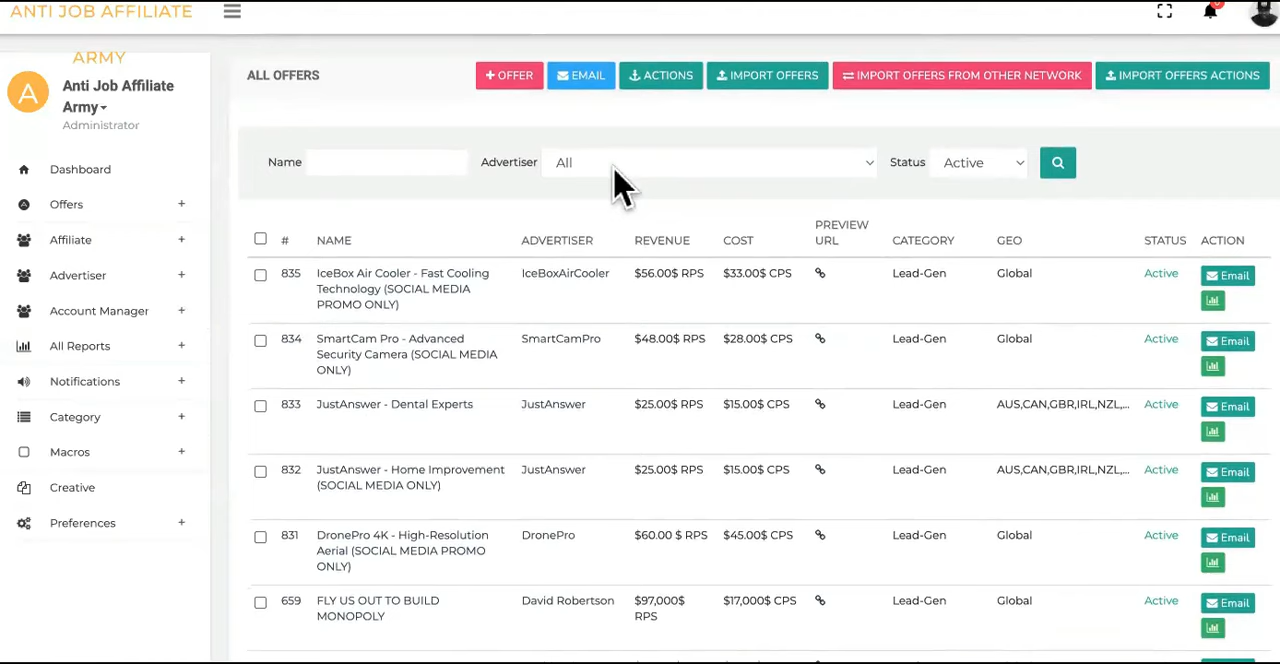 ANTI JOB AFFILIATE
ARMY
A
Anti Job Affiliate
Army
Administrator
Dashboard
Offers +
Affiliate +
Advertiser +
Account Manager +
All Reports +
Notifications +
Category +
Macros +
Creative
Preferences +
ALL OFFERS
+ OFFER
EMAIL
ACTIONS
IMPORT OFFERS
IMPORT OFFERS FROM OTHER NETWORK
IMPORT OFFERS ACTIONS
Name
Advertiser All
Status Active
# NAME ADVERTISER REVENUE COST PREVIEW URL CATEGORY GEO STATUS ACTION
835 IceBox Air Cooler - Fast Cooling IceBoxAirCooler $56.00$ RPS $33.00$ CPS Lead-Gen Global Active Email
Technology (SOCIAL MEDIA
PROMO ONLY)
834 SmartCam Pro - Advanced SmartCamPro $48.00$ RPS $28.00$ CPS Lead-Gen Global Active Email
Security Camera (SOCIAL MEDIA
ONLY)
833 JustAnswer - Dental Experts JustAnswer $25.00$ RPS $15.00$ CPS Lead-Gen AUS,CAN,GBR,IRL,NZL,... Active Email
832 JustAnswer - Home Improvement JustAnswer $25.00$ RPS $15.00$ CPS Lead-Gen AUS,CAN,GBR,IRL,NZL,... Active Email
(SOCIAL MEDIA ONLY)
831 DronePro 4K - High-Resolution DronePro $60.00 $ RPS $45.00$ CPS Lead-Gen Global Active Email
Aerial (SOCIAL MEDIA PROMO
ONLY)
659 FLY US OUT TO BUILD David Robertson $97,000$ $17,000$ CPS Lead-Gen Global Active Email
MONOPOLY RPS